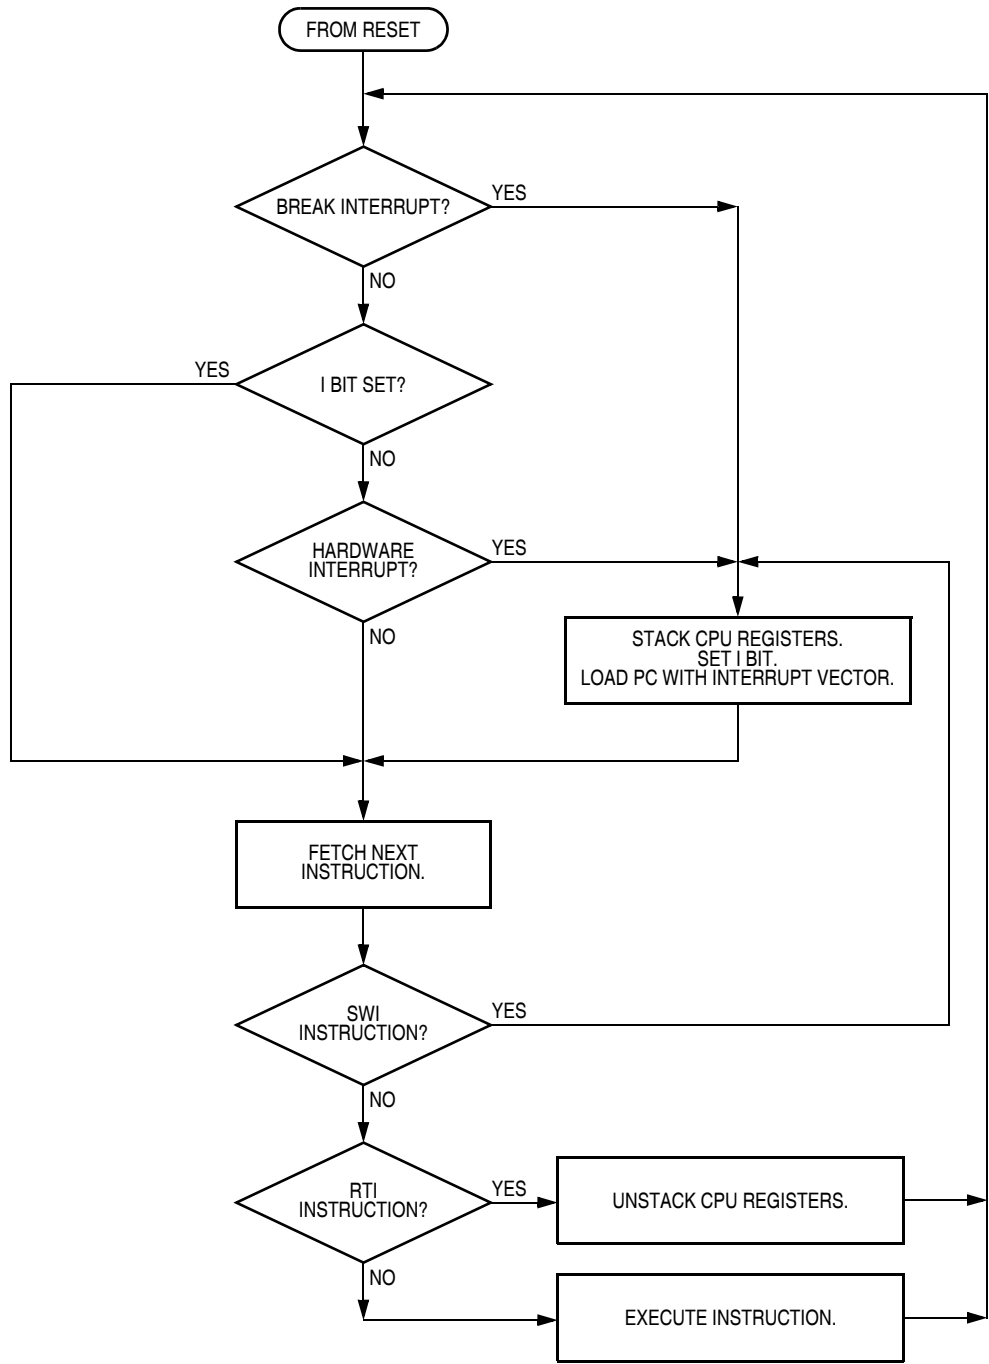 FROM RESET
BREAK INTERRUPT?
YES
NO
YES
I BIT SET?
NO
HARDWARE
INTERRUPT?
YES
NO
STACK CPU REGISTERS.
SET I BIT.
LOAD PC WITH INTERRUPT VECTOR.
FETCH NEXT
INSTRUCTION.
SWI
INSTRUCTION?
YES
NO
RTI
INSTRUCTION?
YES
UNSTACK CPU REGISTERS.
NO
EXECUTE INSTRUCTION.